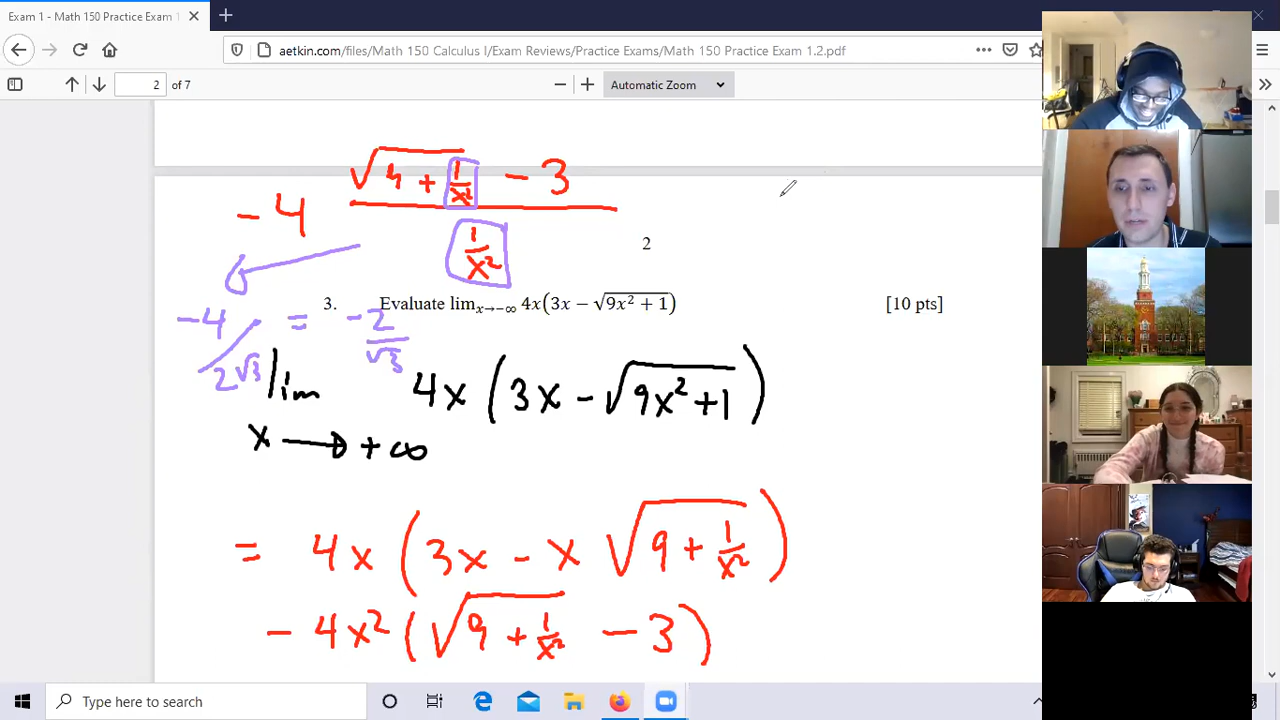 Exam 1 - Math 150 Practice Exam 1
aetkin.com/files/Math 150 Calculus I/Exam Reviews/Practice Exams/Math 150 Practice Exam 1.2.pdf
2 of 7
Automatic Zoom
-4 (√(9 + 1/x²) - 3) / (1/x²)
2
3. Evaluate lim x→-∞ 4x(3x - √(9x² + 1)) [10 pts]
-4/2√3 = -2/√3
lim x→+∞ 4x(3x - √(9x²+1))
= 4x(3x - x√(9 + 1/x²))
- 4x²(√(9 + 1/x²) - 3)
Type here to search